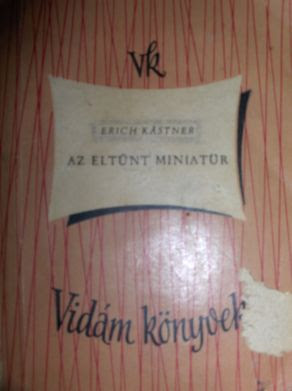 vk
ERICH KÄSTNER
AZ ELTŰNT MINIATŰR
Vidám könyvek